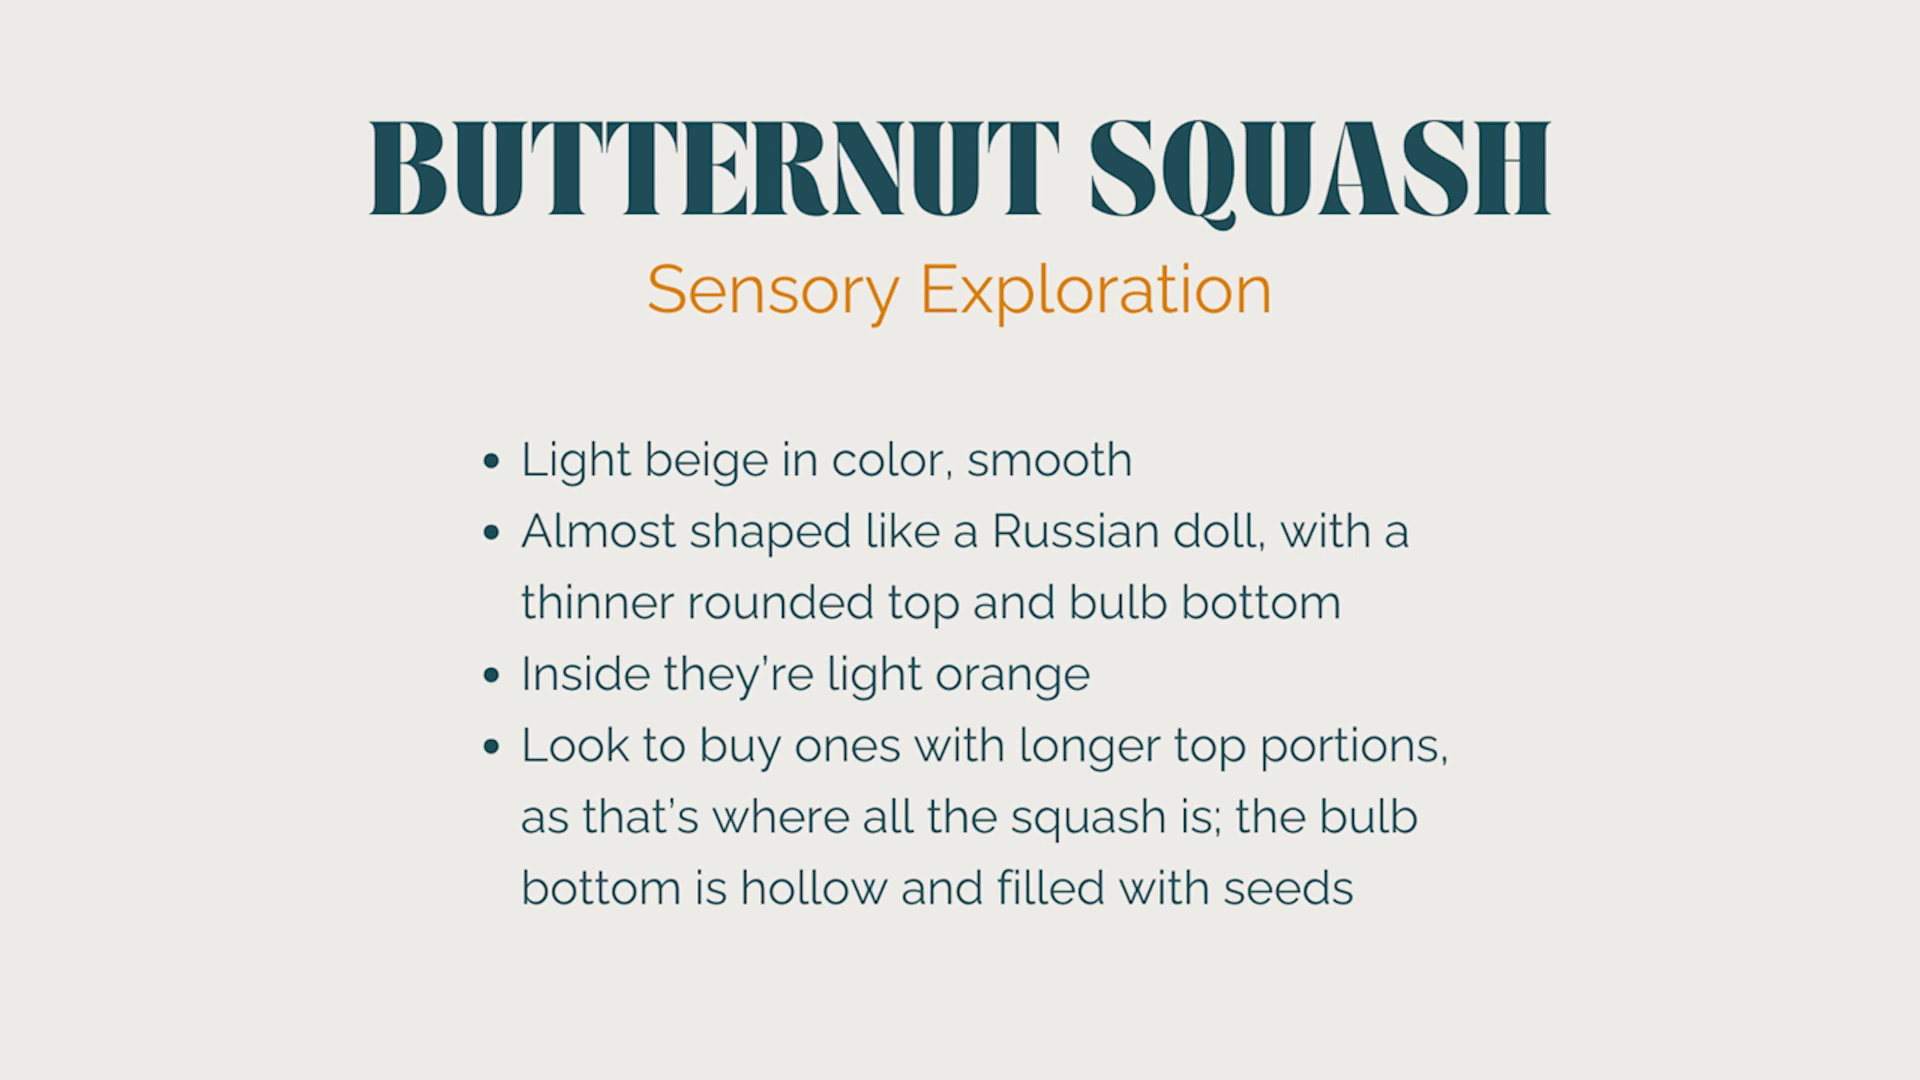 BUTTERNUT SQUASH
Sensory Exploration
• Light beige in color, smooth
• Almost shaped like a Russian doll, with a
thinner rounded top and bulb bottom
• Inside they're light orange
• Look to buy ones with longer top portions,
as that's where all the squash is; the bulb
bottom is hollow and filled with seeds